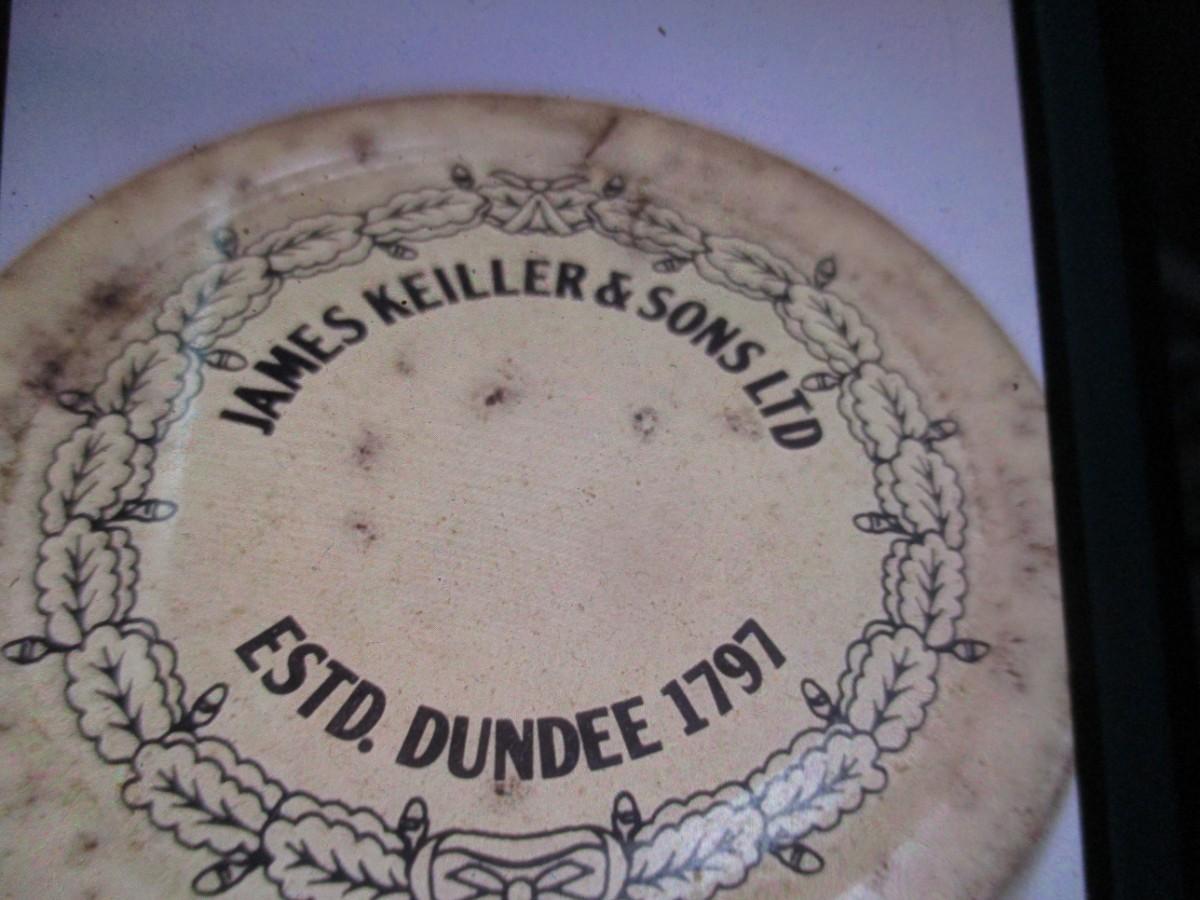 JAMES KEILLER & SONS LTD
ESTD. DUNDEE 1797